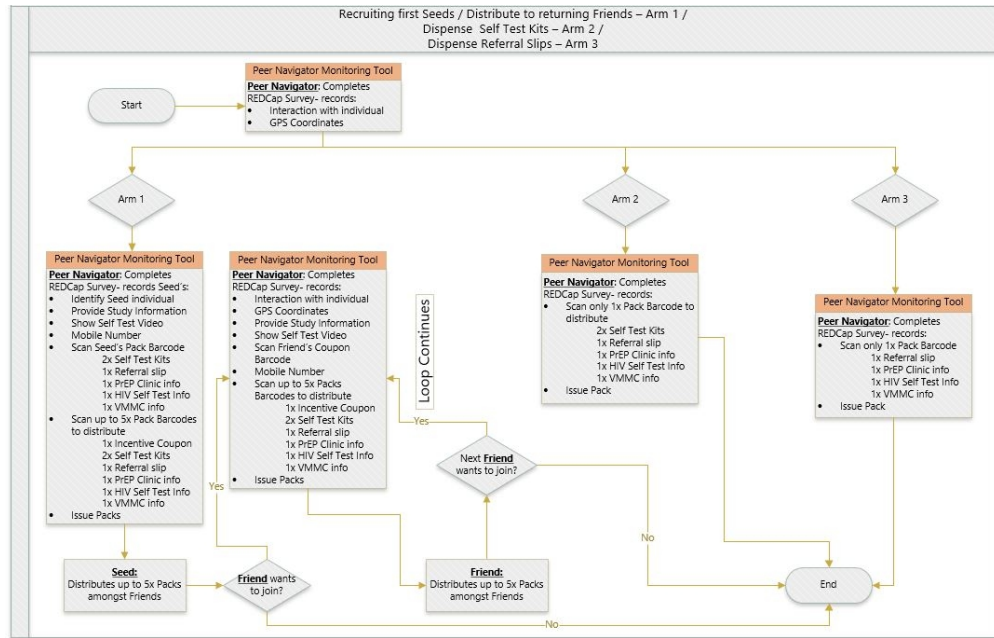 Recruiting first Seeds / Distribute to returning Friends – Arm 1 /
Dispense Self Test Kits – Arm 2 /
Dispense Referral Slips – Arm 3
Start
Peer Navigator Monitoring Tool
Peer Navigator: Completes
REDCap Survey- records:
• Interaction with individual
• GPS Coordinates
Arm 1
Arm 2
Arm 3
Peer Navigator Monitoring Tool
Peer Navigator: Completes
REDCap Survey- records Seed's:
• Identify Seed individual
• Provide Study Information
• Show Self Test Video
• Mobile Number
• Scan Seed's Pack Barcode
2x Self Test Kits
1x Referral slip
1x PrEP Clinic info
1x HIV Self Test Info
1x VMMC info
• Scan up to 5x Pack Barcodes
to distribute
1x Incentive Coupon
2x Self Test Kits
1x Referral slip
1x PrEP Clinic info
1x HIV Self Test Info
1x VMMC info
• Issue Packs
Peer Navigator Monitoring Tool
Peer Navigator: Completes
REDCap Survey- records:
• Interaction with individual
• GPS Coordinates
• Provide Study Information
• Show Self Test Video
• Scan Friend's Coupon
Barcode
• Mobile Number
• Scan up to 5x Packs
Barcodes to distribute
1x Incentive Coupon
2x Self Test Kits
1x Referral slip
1x PrEP Clinic info
1x HIV Self Test Info
1x VMMC info
• Issue Packs
Loop Continues
Peer Navigator Monitoring Tool
Peer Navigator: Completes
REDCap Survey- records:
• Scan only 1x Pack Barcode to
distribute
2x Self Test Kits
1x Referral slip
1x PrEP Clinic info
1x HIV Self Test Info
1x VMMC info
• Issue Pack
Peer Navigator Monitoring Tool
Peer Navigator: Completes
REDCap Survey- records:
• Scan only 1x Pack Barcode
1x Referral slip
1x PrEP Clinic info
1x HIV Self Test Info
1x VMMC info
• Issue Pack
Yes
Next Friend
wants to join?
Yes
No
Seed:
Distributes up to 5x Packs
amongst Friends
Friend wants
to join?
Friend:
Distributes up to 5x Packs
amongst Friends
End
No